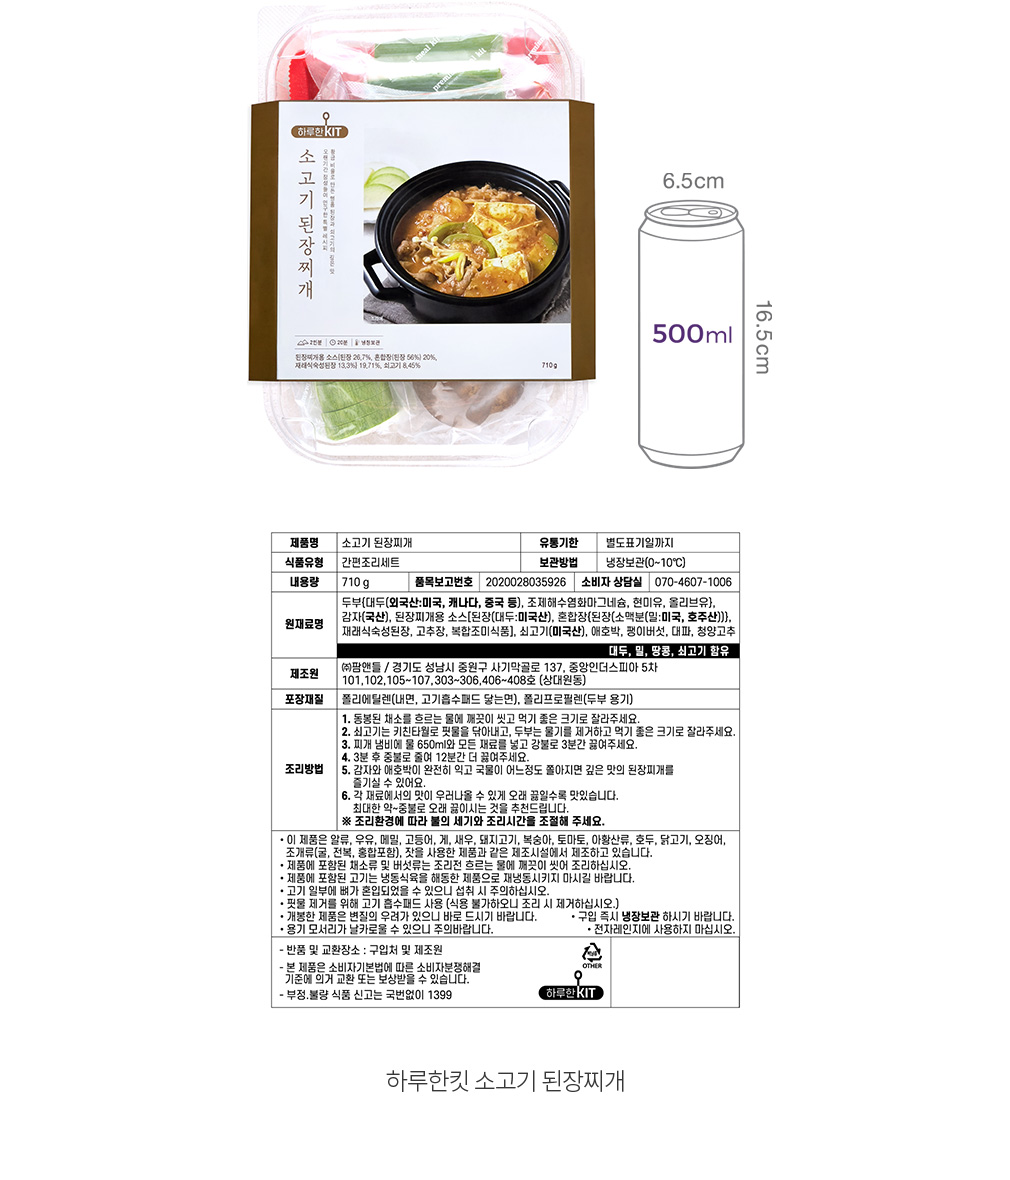 meal kit
하루한KIT
소고기 된장찌개
2인분 20분 냉장보관
된장찌개용 소스[된장 26.7%, 혼합장(된장 56%) 20%,
재래식숙성된장 13.3%] 19.71%, 쇠고기 8.45%
710g
6.5cm
500ml
16.5cm
제품명 소고기 된장찌개 유통기한 별도표기일까지
식품유형 간편조리세트 보관방법 냉장보관(0~10℃)
내용량 710 g 품목보고번호 2020028035926 소비자 상담실 070-4607-1006
원재료명
두부{대두(외국산:미국, 캐나다, 중국 등), 조제해수염화마그네슘, 현미유, 올리브유},
감자(국산), 된장찌개용 소스[된장(대두:미국산), 혼합장{된장(소맥분(밀:미국, 호주산))},
재래식숙성된장, 고추장, 복합조미식품], 쇠고기(미국산), 애호박, 팽이버섯, 대파, 청양고추
대두, 밀, 땅콩, 쇠고기 함유
제조원
㈜팜앤들 / 경기도 성남시 중원구 사기막골로 137, 중앙인더스피아 5차
101,102,105~107,303~306,406~408호 (상대원동)
포장재질 폴리에틸렌(내면, 고기흡수패드 닿는면), 폴리프로필렌(두부 용기)
조리방법
1. 동봉된 채소를 흐르는 물에 깨끗이 씻고 먹기 좋은 크기로 잘라주세요.
2. 쇠고기는 키친타월로 핏물을 닦아내고, 두부는 물기를 제거하고 먹기 좋은 크기로 잘라주세요.
3. 찌개 냄비에 물 650ml와 모든 재료를 넣고 강불로 3분간 끓여주세요.
4. 3분 후 중불로 줄여 12분간 더 끓여주세요.
5. 감자와 애호박이 완전히 익고 국물이 어느정도 쫄아지면 깊은 맛의 된장찌개를
즐기실 수 있어요.
6. 각 재료에서의 맛이 우러나올 수 있게 오래 끓일수록 맛있습니다.
최대한 약~중불로 오래 끓이시는 것을 추천드립니다.
※ 조리환경에 따라 불의 세기와 조리시간을 조절해 주세요.
• 이 제품은 알류, 우유, 메밀, 고등어, 게, 새우, 돼지고기, 복숭아, 토마토, 아황산류, 호두, 닭고기, 오징어,
조개류(굴, 전복, 홍합포함), 잣을 사용한 제품과 같은 제조시설에서 제조하고 있습니다.
• 제품에 포함된 채소류 및 버섯류는 조리전 흐르는 물에 깨끗이 씻어 조리하십시오.
• 제품에 포함된 고기는 냉동식육을 해동한 제품으로 재냉동시키지 마시길 바랍니다.
• 고기 일부에 뼈가 혼입되었을 수 있으니 섭취 시 주의하십시오.
• 핏물 제거를 위해 고기 흡수패드 사용 (식용 불가하오니 조리 시 제거하십시오.)
• 개봉한 제품은 변질의 우려가 있으니 바로 드시기 바랍니다. • 구입 즉시 냉장보관 하시기 바랍니다.
• 용기 모서리가 날카로울 수 있으니 주의바랍니다. • 전자레인지에 사용하지 마십시오.
- 반품 및 교환장소 : 구입처 및 제조원
- 본 제품은 소비자기본법에 따른 소비자분쟁해결
기준에 의거 교환 또는 보상받을 수 있습니다.
- 부정.불량 식품 신고는 국번없이 1399
OTHER
하루한KIT
하루한킷 소고기 된장찌개